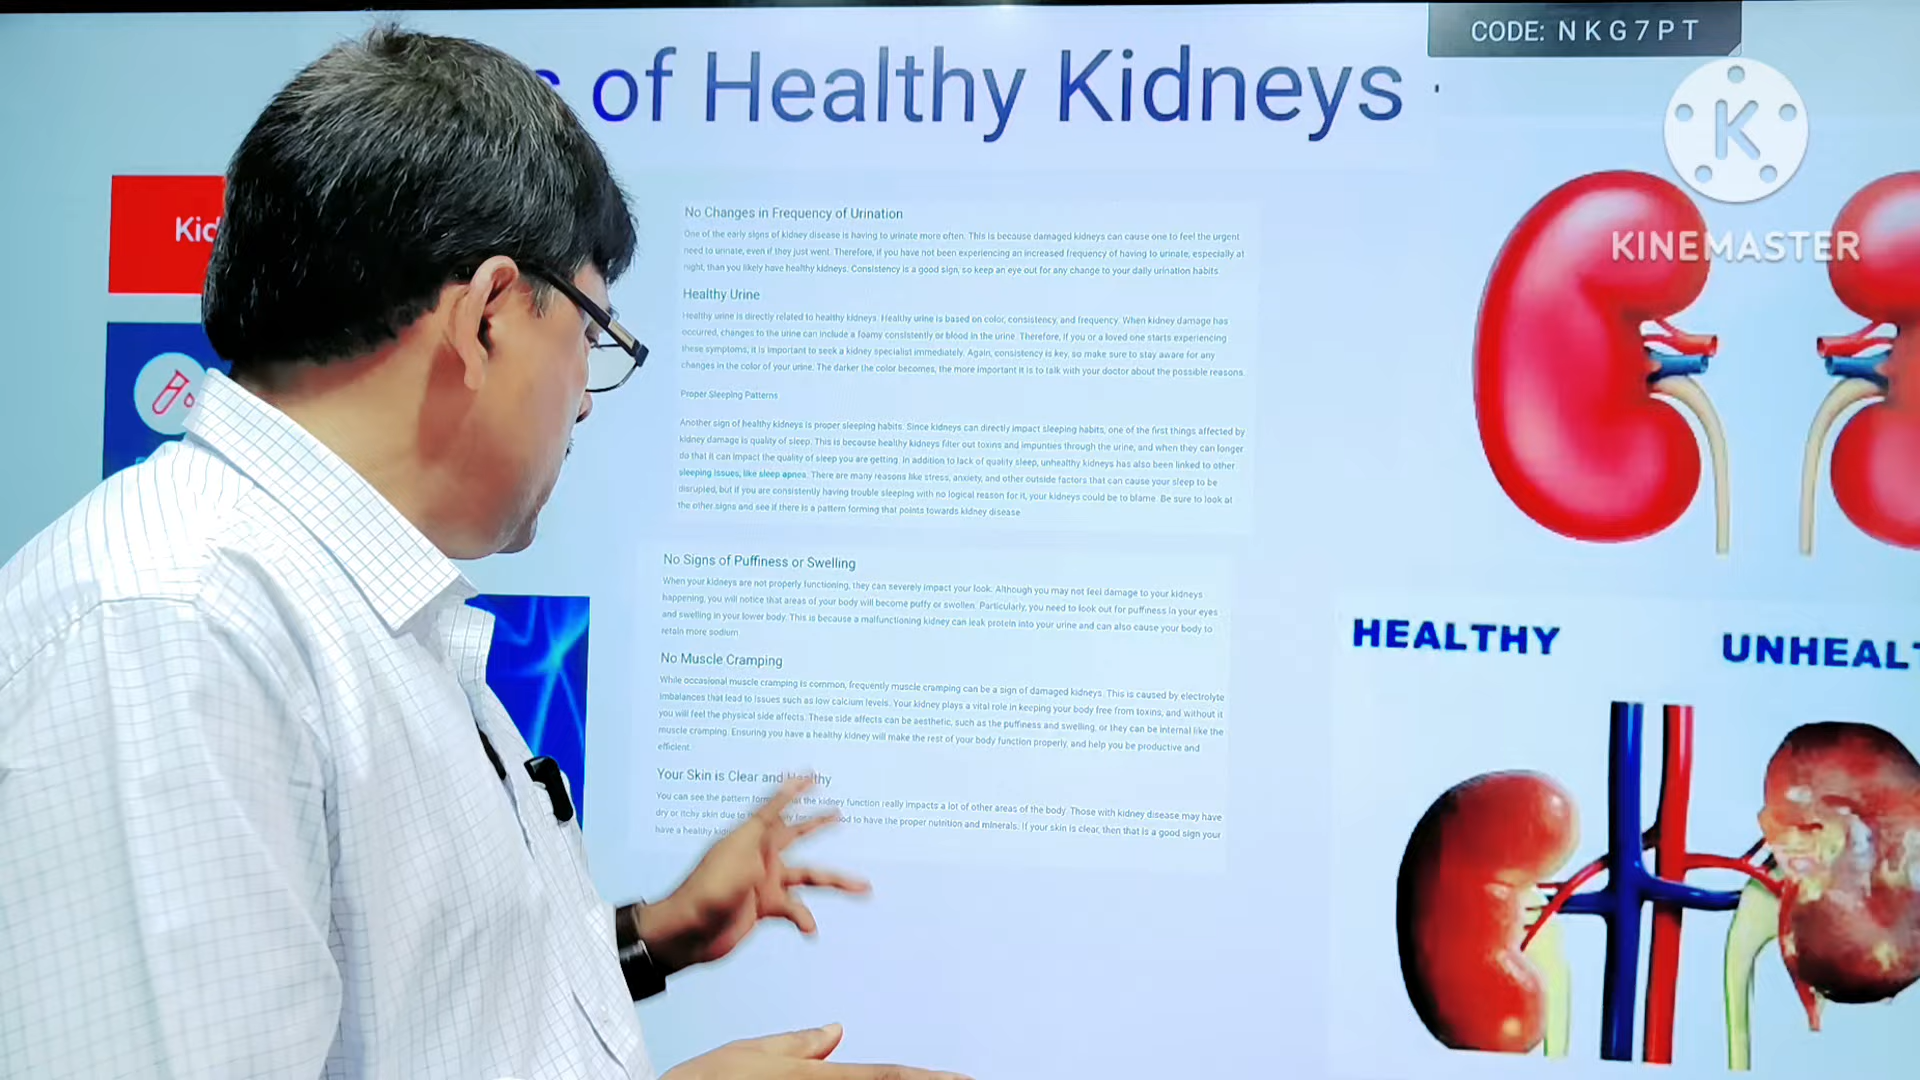 CODE: N K G 7 P T
of Healthy Kidneys
KINEMASTER
Kid
No Changes in Frequency of Urination
One of the early signs of kidney disease is having to urinate more often. This is because damaged kidneys can cause one to feel the urgent
need to urinate, even if they just went. Therefore, if you have not been experiencing an increased frequency of having to urinate, especially at
night, than you likely have healthy kidneys. Consistency is a good sign, so keep an eye out for any change to your daily urination habits.
Healthy Urine
Healthy urine is directly related to healthy kidneys. Healthy urine is based on color, consistency, and frequency. When kidney damage has
occurred, changes to the urine can include a foamy consistently or blood in the urine. Therefore, if you or a loved one starts experiencing
these symptoms, it is important to seek a kidney specialist immediately. Again, consistency is key, so make sure to stay aware for any
changes in the color of your urine. The darker the color becomes, the more important it is to talk with your doctor about the possible reasons.
Proper Sleeping Patterns
Another sign of healthy kidneys is proper sleeping habits. Since kidneys can directly impact sleeping habits, one of the first things affected by
kidney damage is quality of sleep. This is because healthy kidneys filter out toxins and impurities through the urine, and when they can longer
do that it can impact the quality of sleep you are getting. In addition to lack of quality sleep, unhealthy kidneys has also been linked to other
sleeping issues, like sleep apnea. There are many reasons like stress, anxiety, and other outside factors that can cause your sleep to be
disrupted, but if you are consistently having trouble sleeping with no logical reason for it, your kidneys could be to blame. Be sure to look at
the other signs and see if there is a pattern forming that points towards kidney disease.
No Signs of Puffiness or Swelling
When your kidneys are not properly functioning, they can severely impact your look. Although you may not feel damage to your kidneys
happening, you will notice that areas of your body will become puffy or swollen. Particularly, you need to look out for puffiness in your eyes
and swelling in your lower body. This is because a malfunctioning kidney can leak protein into your urine and can also cause your body to
retain more sodium.
No Muscle Cramping
While occasional muscle cramping is common, frequently muscle cramping can be a sign of damaged kidneys. This is caused by electrolyte
imbalances that lead to issues such as low calcium levels. Your kidney plays a vital role in keeping your body free from toxins, and without it
you will feel the physical side affects. These side affects can be aesthetic, such as the puffiness and swelling, or they can be internal like the
muscle cramping. Ensuring you have a healthy kidney will make the rest of your body function properly, and help you be productive and
efficient.
Your Skin is Clear and Healthy
You can see the pattern that the kidney function really impacts a lot of other areas of the body. Those with kidney disease may have
dry or itchy skin due to to have the proper nutrition and minerals. If your skin is clear, then that is a good sign your
have a healthy
HEALTHY
UNHEALT